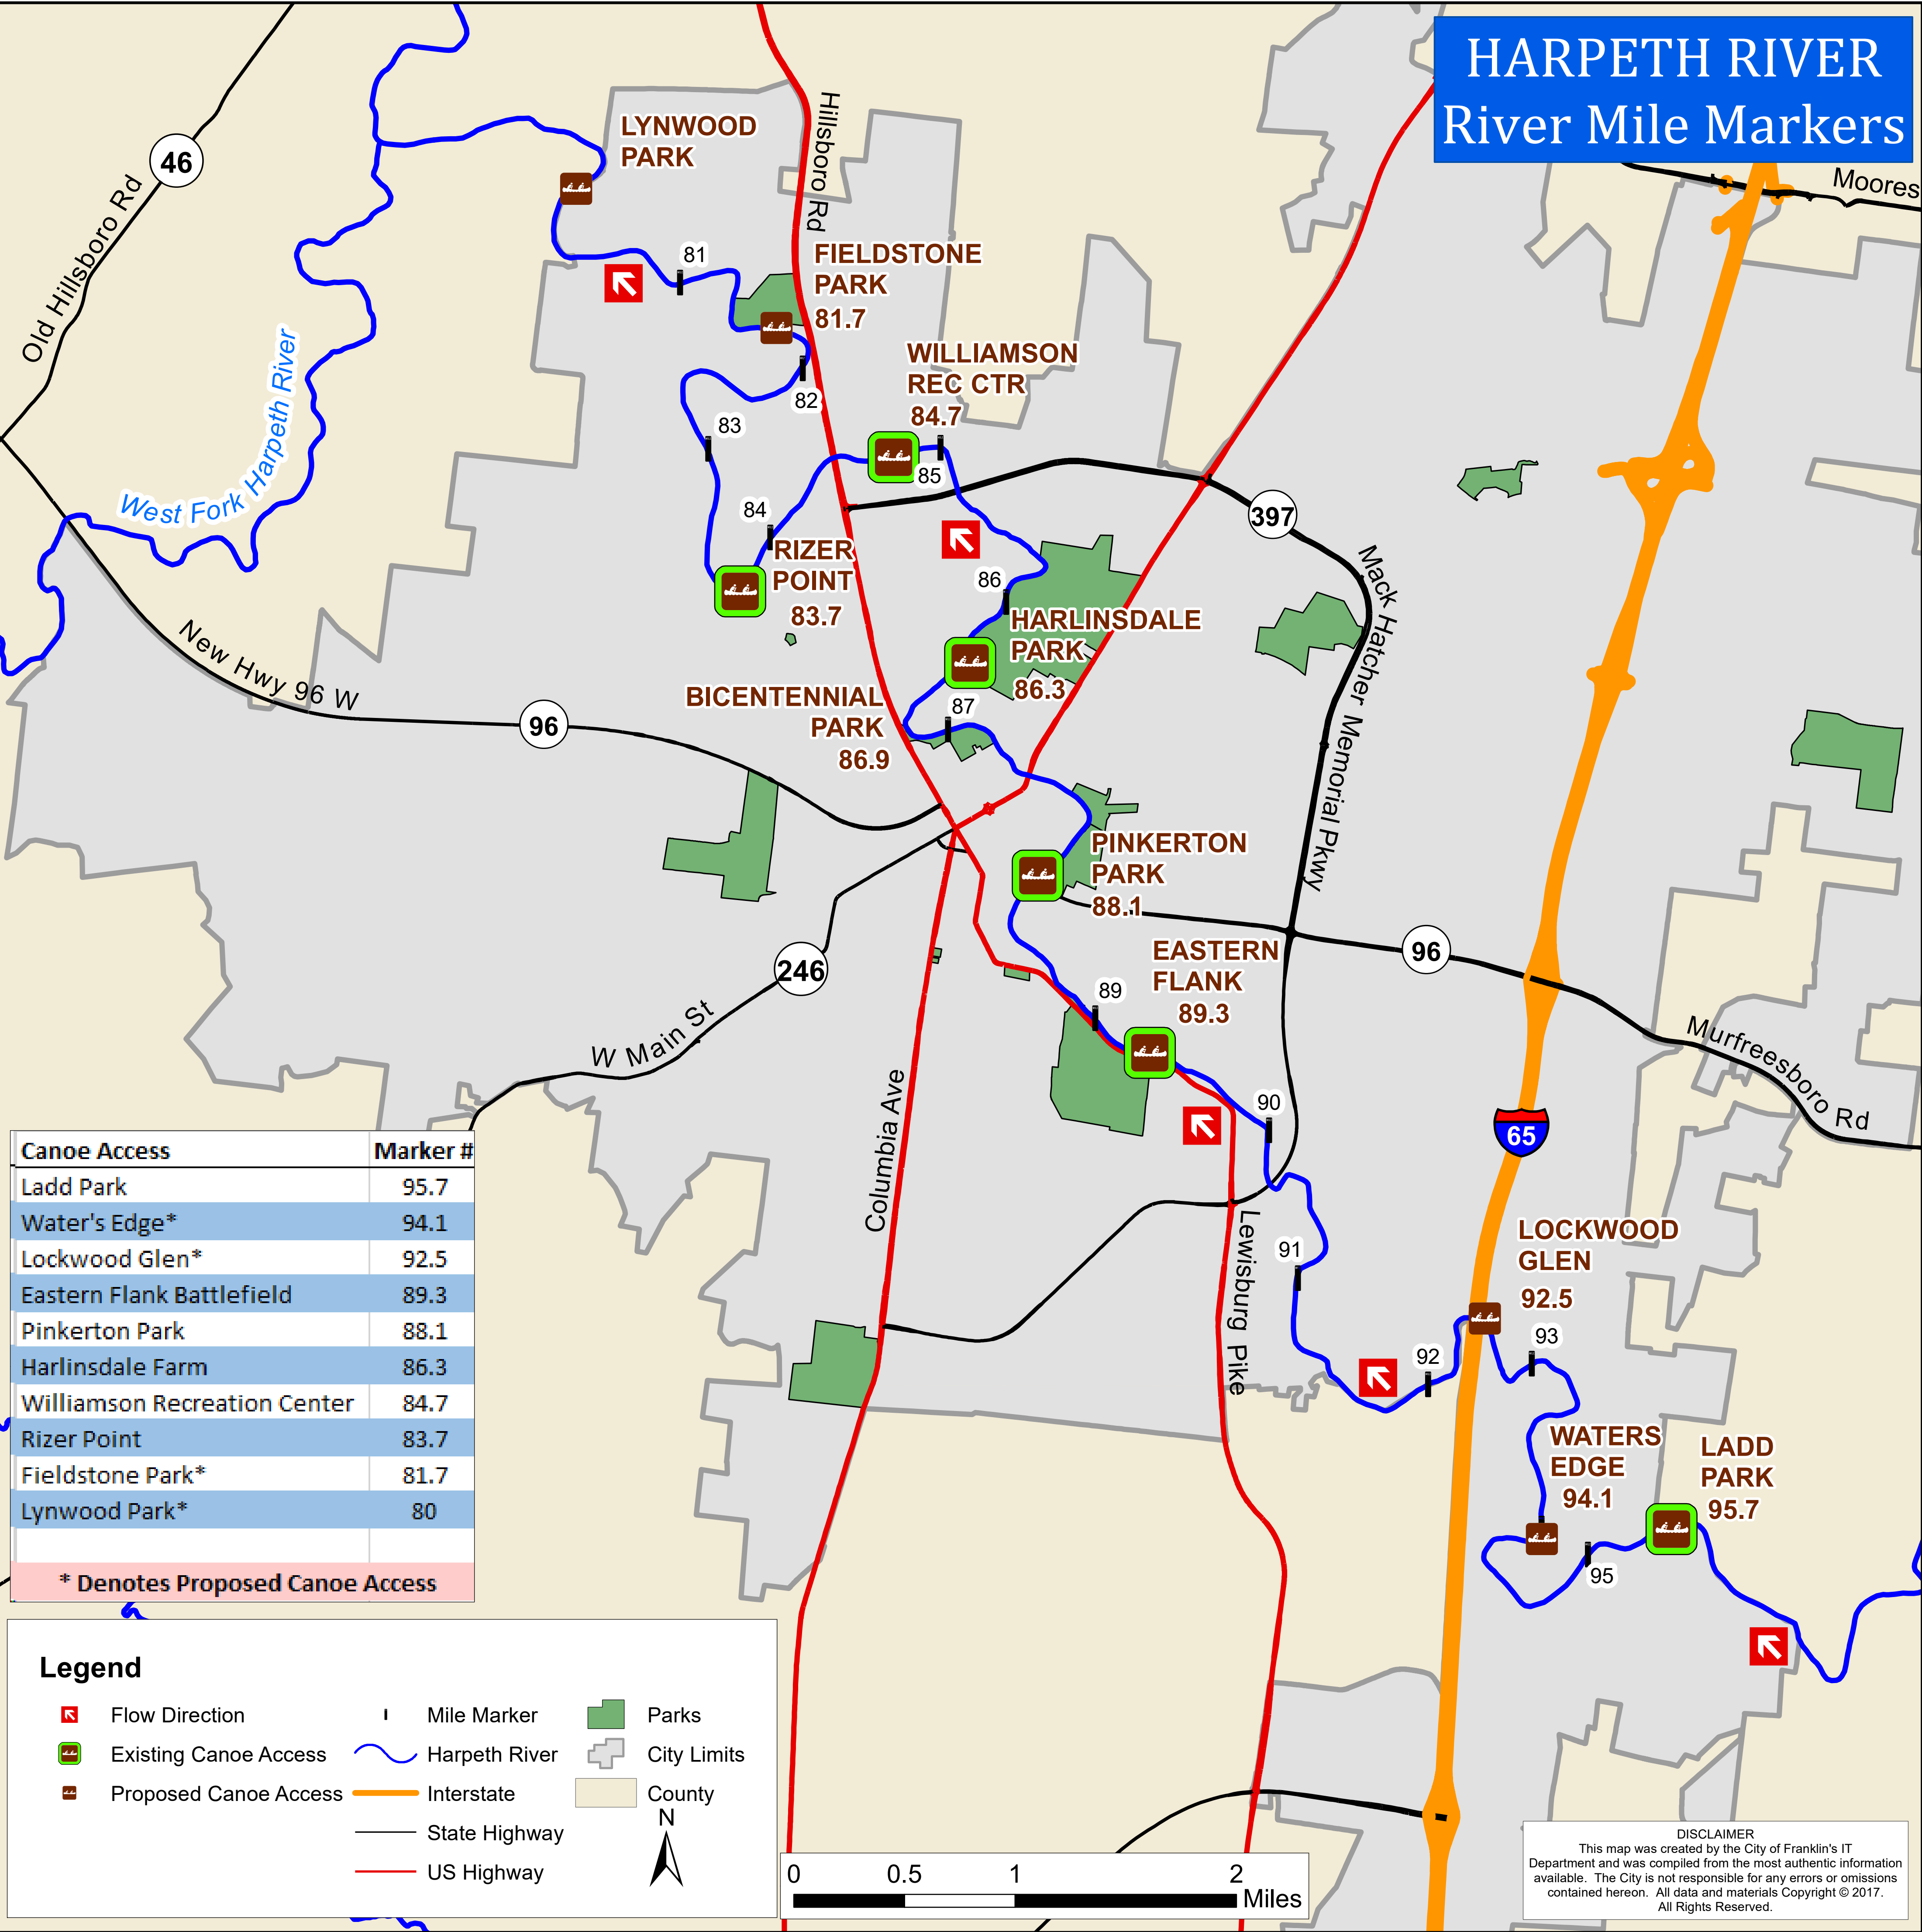 HARPETH RIVER
River Mile Markers
46
Old Hillsboro Rd
West Fork Harpeth River
LYNWOOD
PARK
Hillsboro Rd
Moores
81
FIELDSTONE
PARK
81.7
82
WILLIAMSON
REC CTR
84.7
83
85
84
RIZER
POINT
83.7
397
Mack Hatcher Memorial Pkwy
86
HARLINSDALE
PARK
86.3
New Hwy 96 W
96
BICENTENNIAL
PARK
86.9
87
PINKERTON
PARK
88.1
96
EASTERN
FLANK
89.3
246
W Main St
89
Murfreesboro Rd
Columbia Ave
90
65
91
Lewisburg Pike
LOCKWOOD
GLEN
92.5
92
93
WATERS
EDGE
94.1
LADD
PARK
95.7
95
Canoe Access Marker #
Ladd Park 95.7
Water's Edge* 94.1
Lockwood Glen* 92.5
Eastern Flank Battlefield 89.3
Pinkerton Park 88.1
Harlinsdale Farm 86.3
Williamson Recreation Center 84.7
Rizer Point 83.7
Fieldstone Park* 81.7
Lynwood Park* 80
* Denotes Proposed Canoe Access
Legend
Flow Direction
Existing Canoe Access
Proposed Canoe Access
Mile Marker
Harpeth River
Interstate
State Highway
US Highway
Parks
City Limits
County
N
0 0.5 1 2
Miles
DISCLAIMER
This map was created by the City of Franklin's IT
Department and was compiled from the most authentic information
available. The City is not responsible for any errors or omissions
contained hereon. All data and materials Copyright © 2017.
All Rights Reserved.